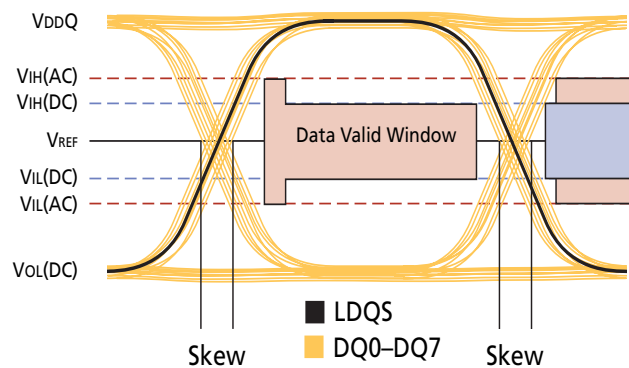 VDDQ
VIH(AC)
VIH(DC)
VREF
Data Valid Window
VIL(DC)
VIL(AC)
VOL(DC)
LDQS
DQ0–DQ7
Skew
Skew